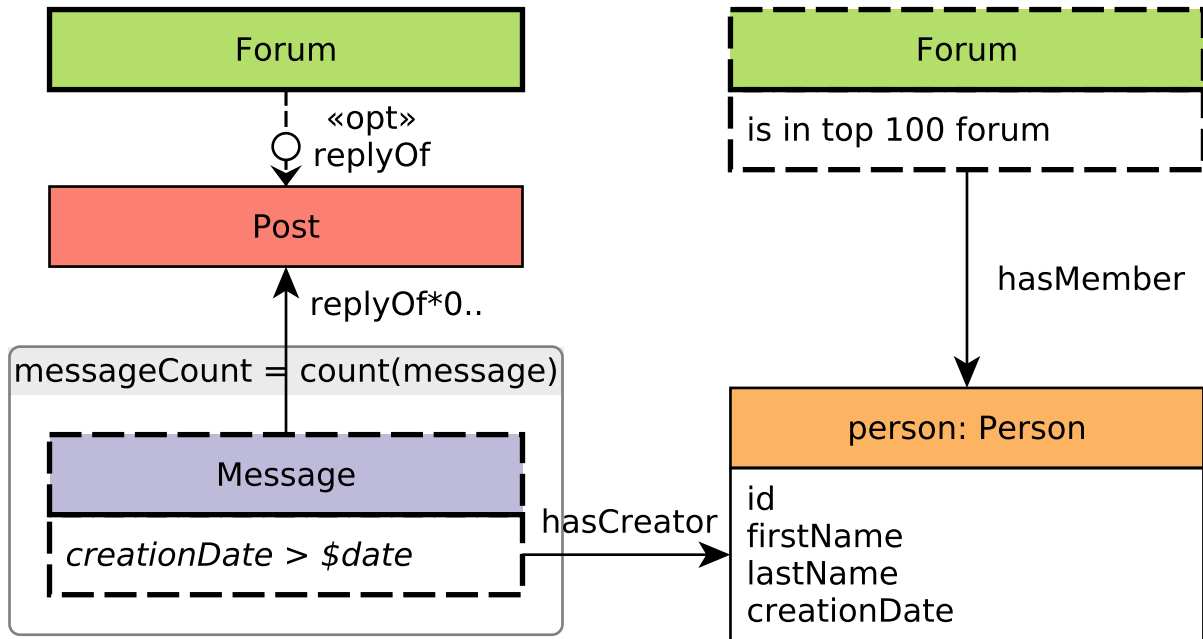 Forum
«opt»
replyOf
Post
replyOf*0..
messageCount = count(message)
Message
creationDate > $date
hasCreator
Forum
is in top 100 forum
hasMember
person: Person
id
firstName
lastName
creationDate